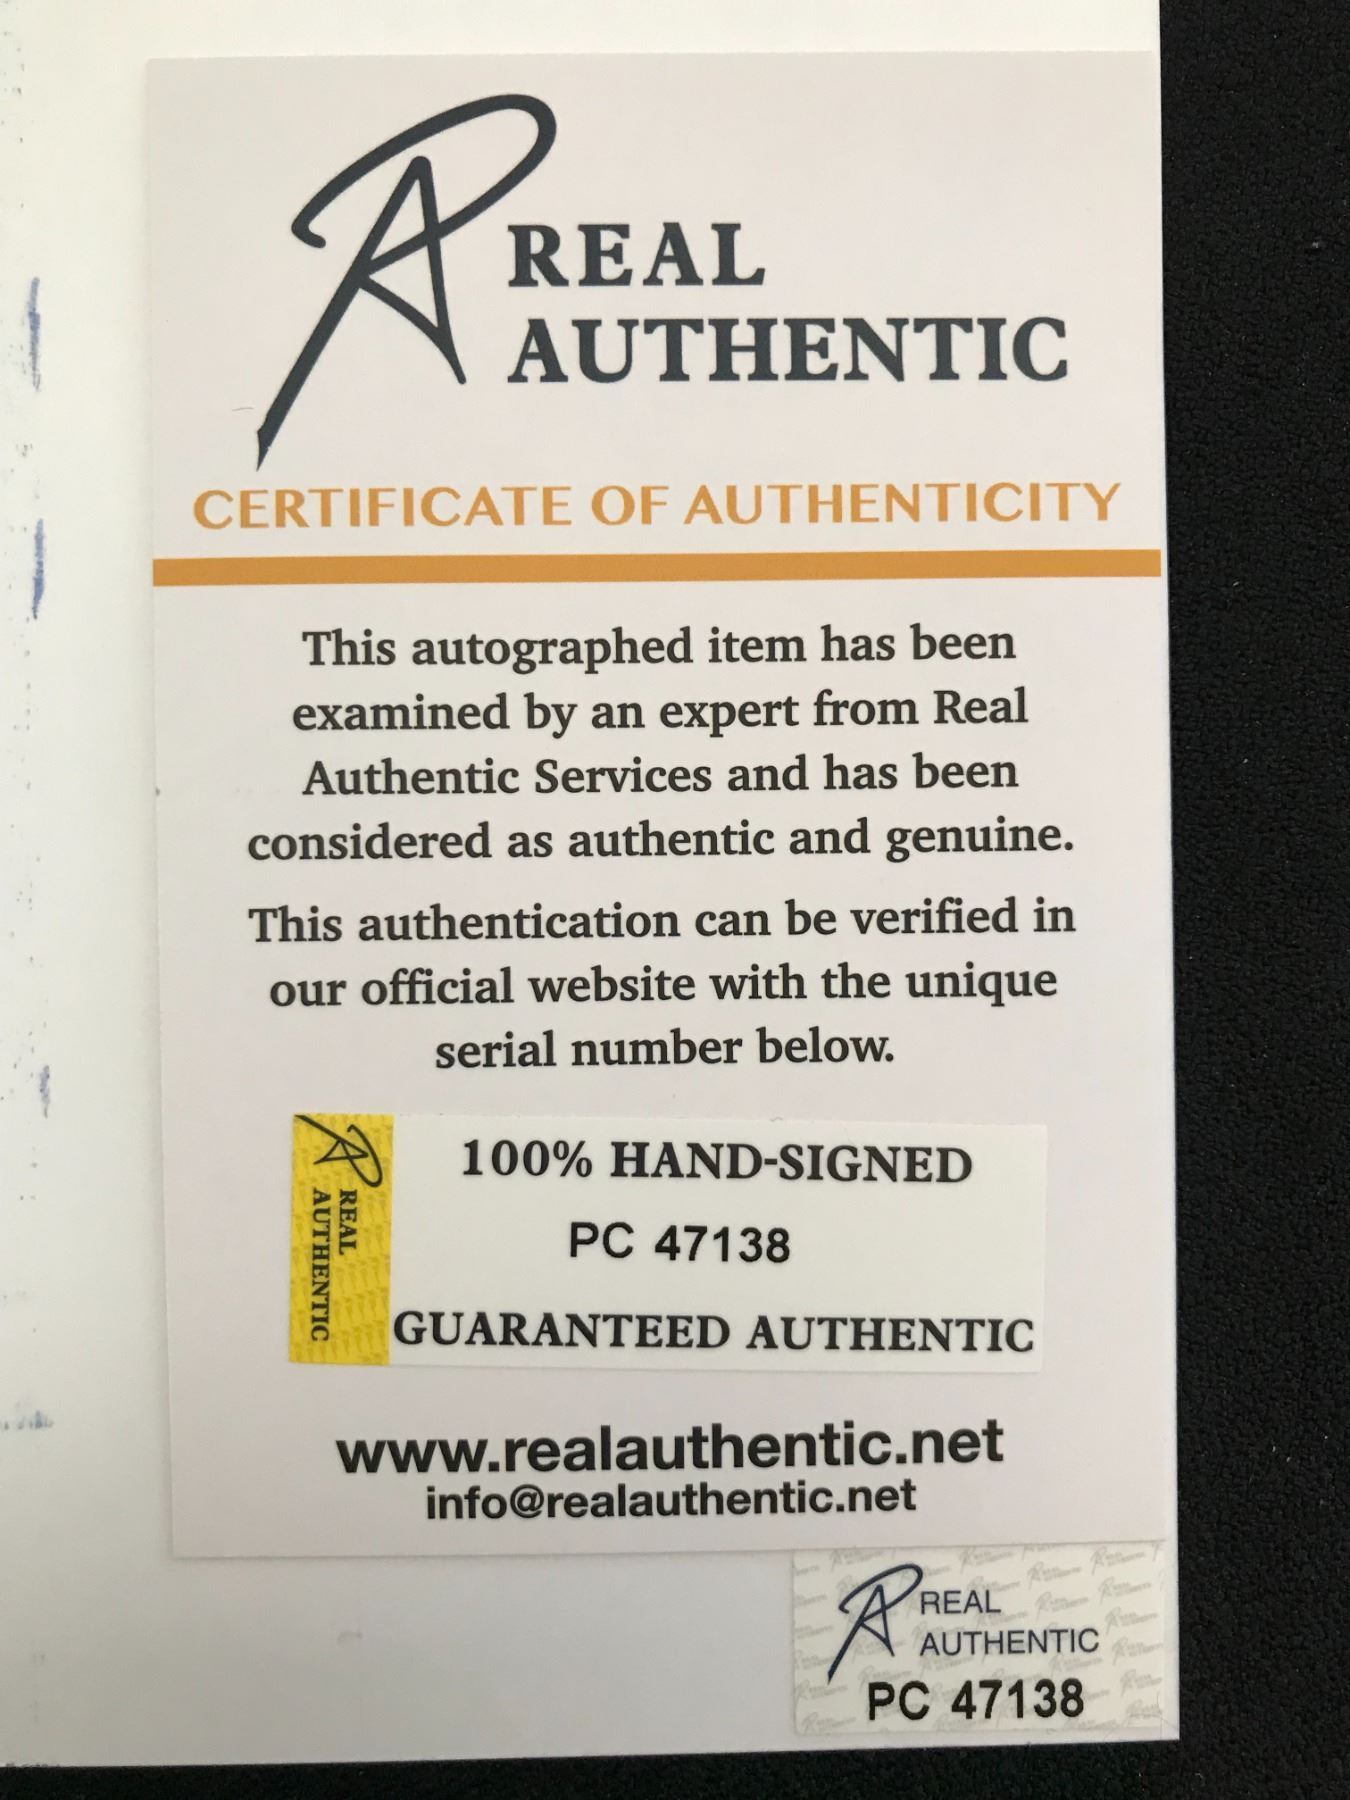 REAL
AUTHENTIC
CERTIFICATE OF AUTHENTICITY
This autographed item has been
examined by an expert from Real
Authentic Services and has been
considered as authentic and genuine.
This authentication can be verified in
our official website with the unique
serial number below.
REAL
AUTHENTIC
100% HAND-SIGNED
PC 47138
GUARANTEED AUTHENTIC
www.realauthentic.net
info@realauthentic.net
REAL
AUTHENTIC
PC 47138